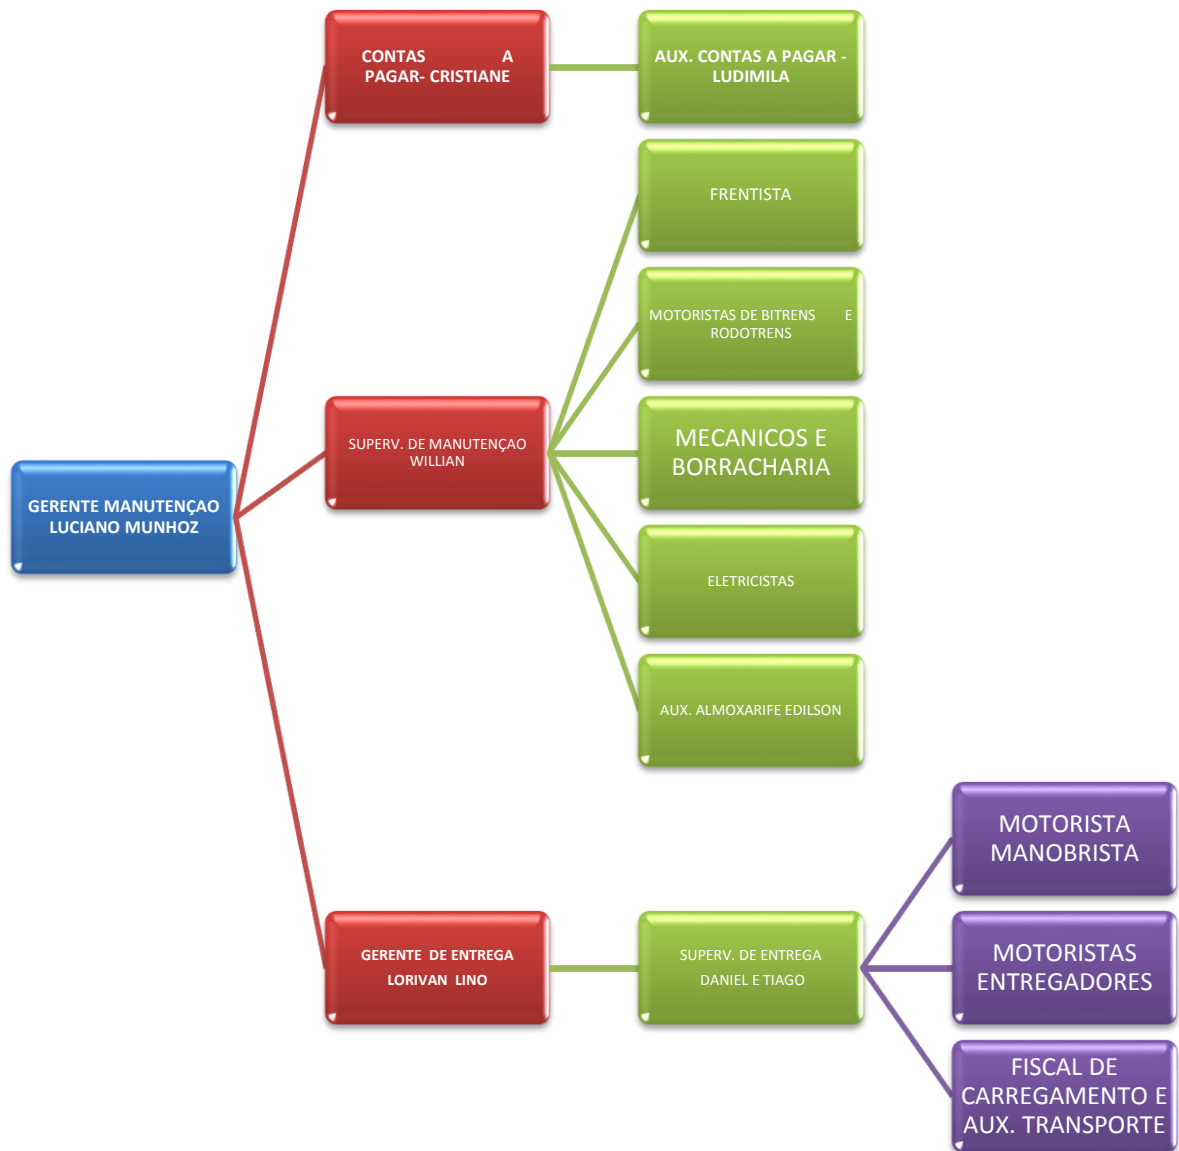 CONTAS A
PAGAR- CRISTIANE
AUX. CONTAS A PAGAR -
LUDIMILA
FRENTISTA
MOTORISTAS DE BITRENS E
RODOTRENS
SUPERV. DE MANUTENÇAO
WILLIAN
MECANICOS E
BORRACHARIA
GERENTE MANUTENÇAO
LUCIANO MUNHOZ
ELETRICISTAS
AUX. ALMOXARIFE EDILSON
MOTORISTA
MANOBRISTA
GERENTE DE ENTREGA
LORIVAN LINO
SUPERV. DE ENTREGA
DANIEL E TIAGO
MOTORISTAS
ENTREGADORES
FISCAL DE
CARREGAMENTO E
AUX. TRANSPORTE